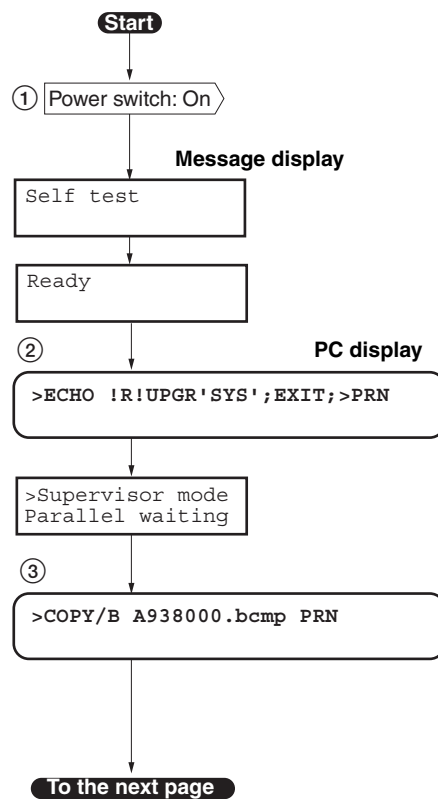 Start
① Power switch: On
Message display
Self test
Ready
②
PC display
>ECHO !R!UPGR'SYS';EXIT;>PRN
>Supervisor mode
Parallel waiting
③
>COPY/B A938000.bcmp PRN
To the next page